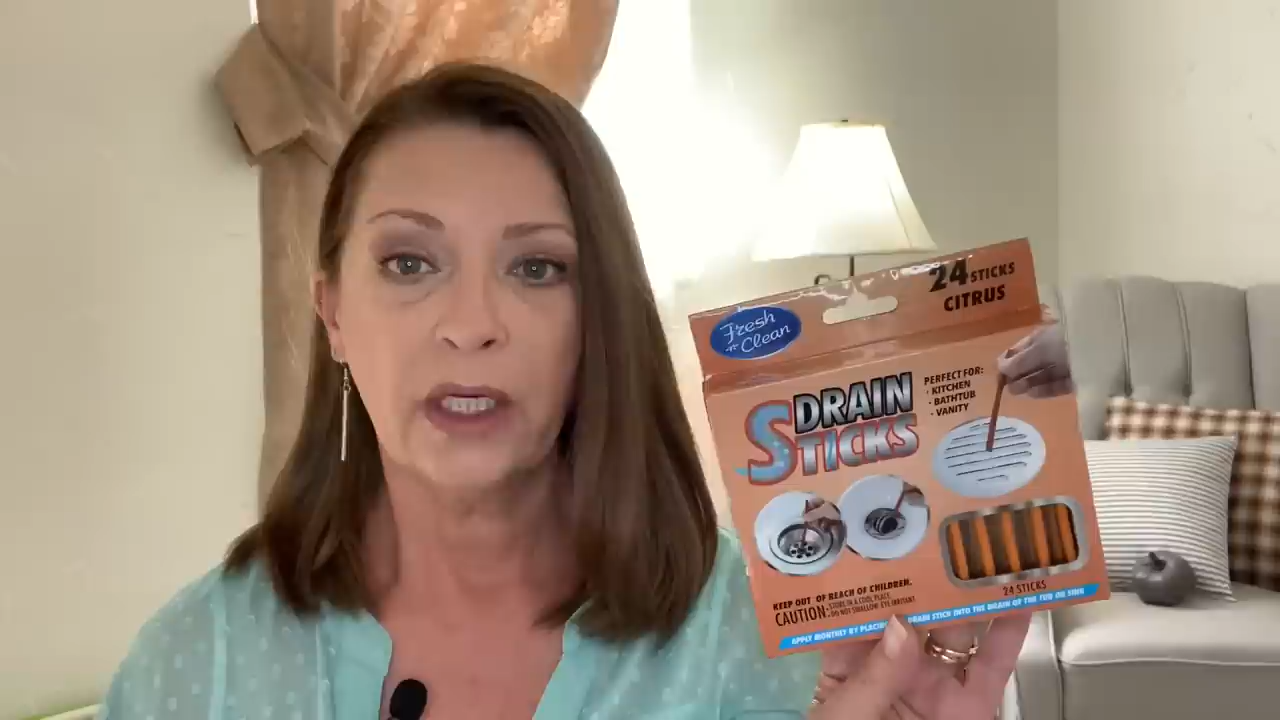 24 STICKS
CITRUS
Fresh
'n' Clean
DRAIN
STICKS
PERFECT FOR:
· KITCHEN
· BATHTUB
· VANITY
24 STICKS
KEEP OUT OF REACH OF CHILDREN.
CAUTION: STORE IN A COOL PLACE.
DO NOT SWALLOW. EYE IRRITANT.
APPLY MONTHLY BY PLACING DRAIN STICK INTO THE DRAIN OF THE TUB OR SINK